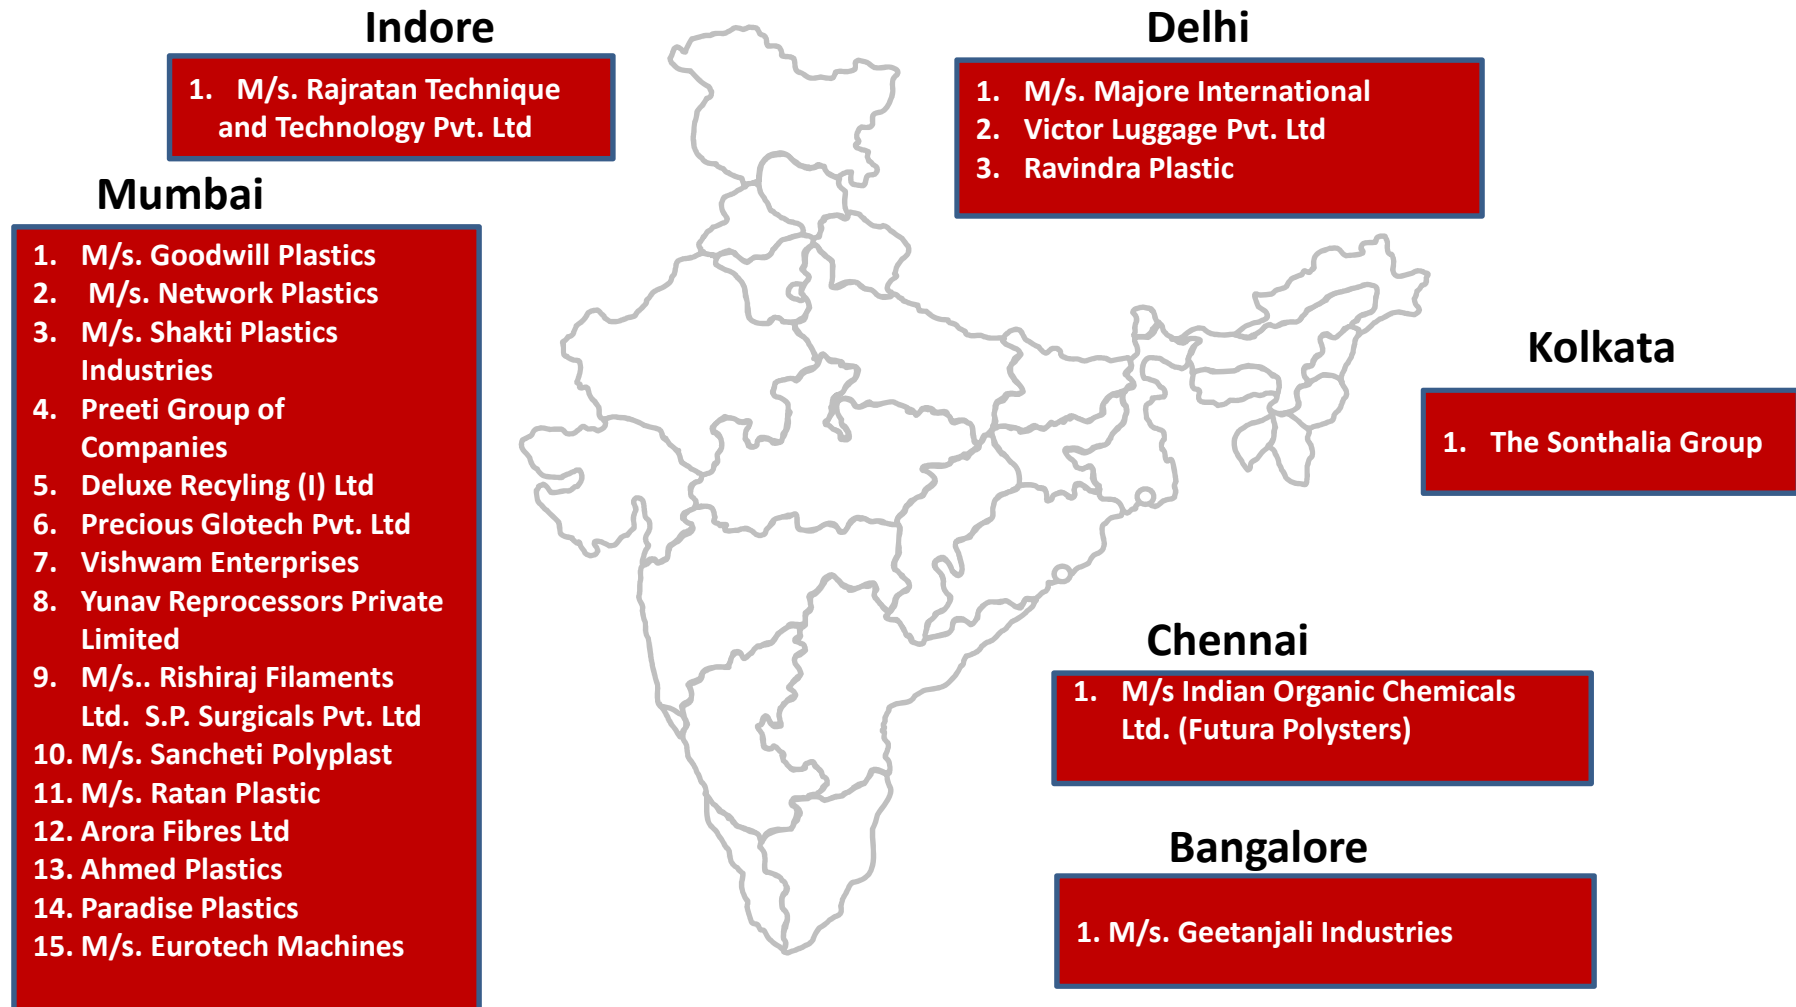 Indore
1. M/s. Rajratan Technique
and Technology Pvt. Ltd
Delhi
1. M/s. Majore International
2. Victor Luggage Pvt. Ltd
3. Ravindra Plastic
Mumbai
1. M/s. Goodwill Plastics
2. M/s. Network Plastics
3. M/s. Shakti Plastics
Industries
4. Preeti Group of
Companies
5. Deluxe Recyling (I) Ltd
6. Precious Glotech Pvt. Ltd
7. Vishwam Enterprises
8. Yunav Reprocessors Private
Limited
9. M/s.. Rishiraj Filaments
Ltd. S.P. Surgicals Pvt. Ltd
10. M/s. Sancheti Polyplast
11. M/s. Ratan Plastic
12. Arora Fibres Ltd
13. Ahmed Plastics
14. Paradise Plastics
15. M/s. Eurotech Machines
Kolkata
1. The Sonthalia Group
Chennai
1. M/s Indian Organic Chemicals
Ltd. (Futura Polysters)
Bangalore
1. M/s. Geetanjali Industries